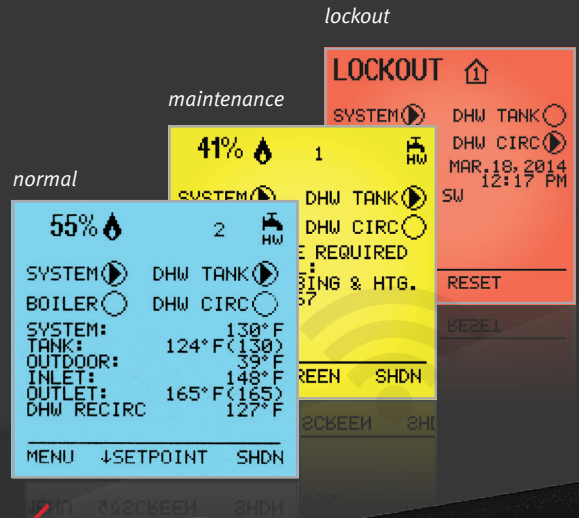 lockout
LOCKOUT 1
SYSTEM DHW TANK
DHW CIRC
MAR.18,2014
12:17 PM
SW
RESET
maintenance
41% 1 HW
SYSTEM DHW TANK
DHW CIRC
E REQUIRED
:
BING & HTG.
67
REEN SHDN
normal
55% 2 HW
SYSTEM DHW TANK
BOILER DHW CIRC
SYSTEM: 130°F
TANK: 124°F(130)
OUTDOOR: 39°F
INLET: 148°F
OUTLET: 165°F(165)
DHW RECIRC 127°F
MENU ↓SETPOINT SHDN